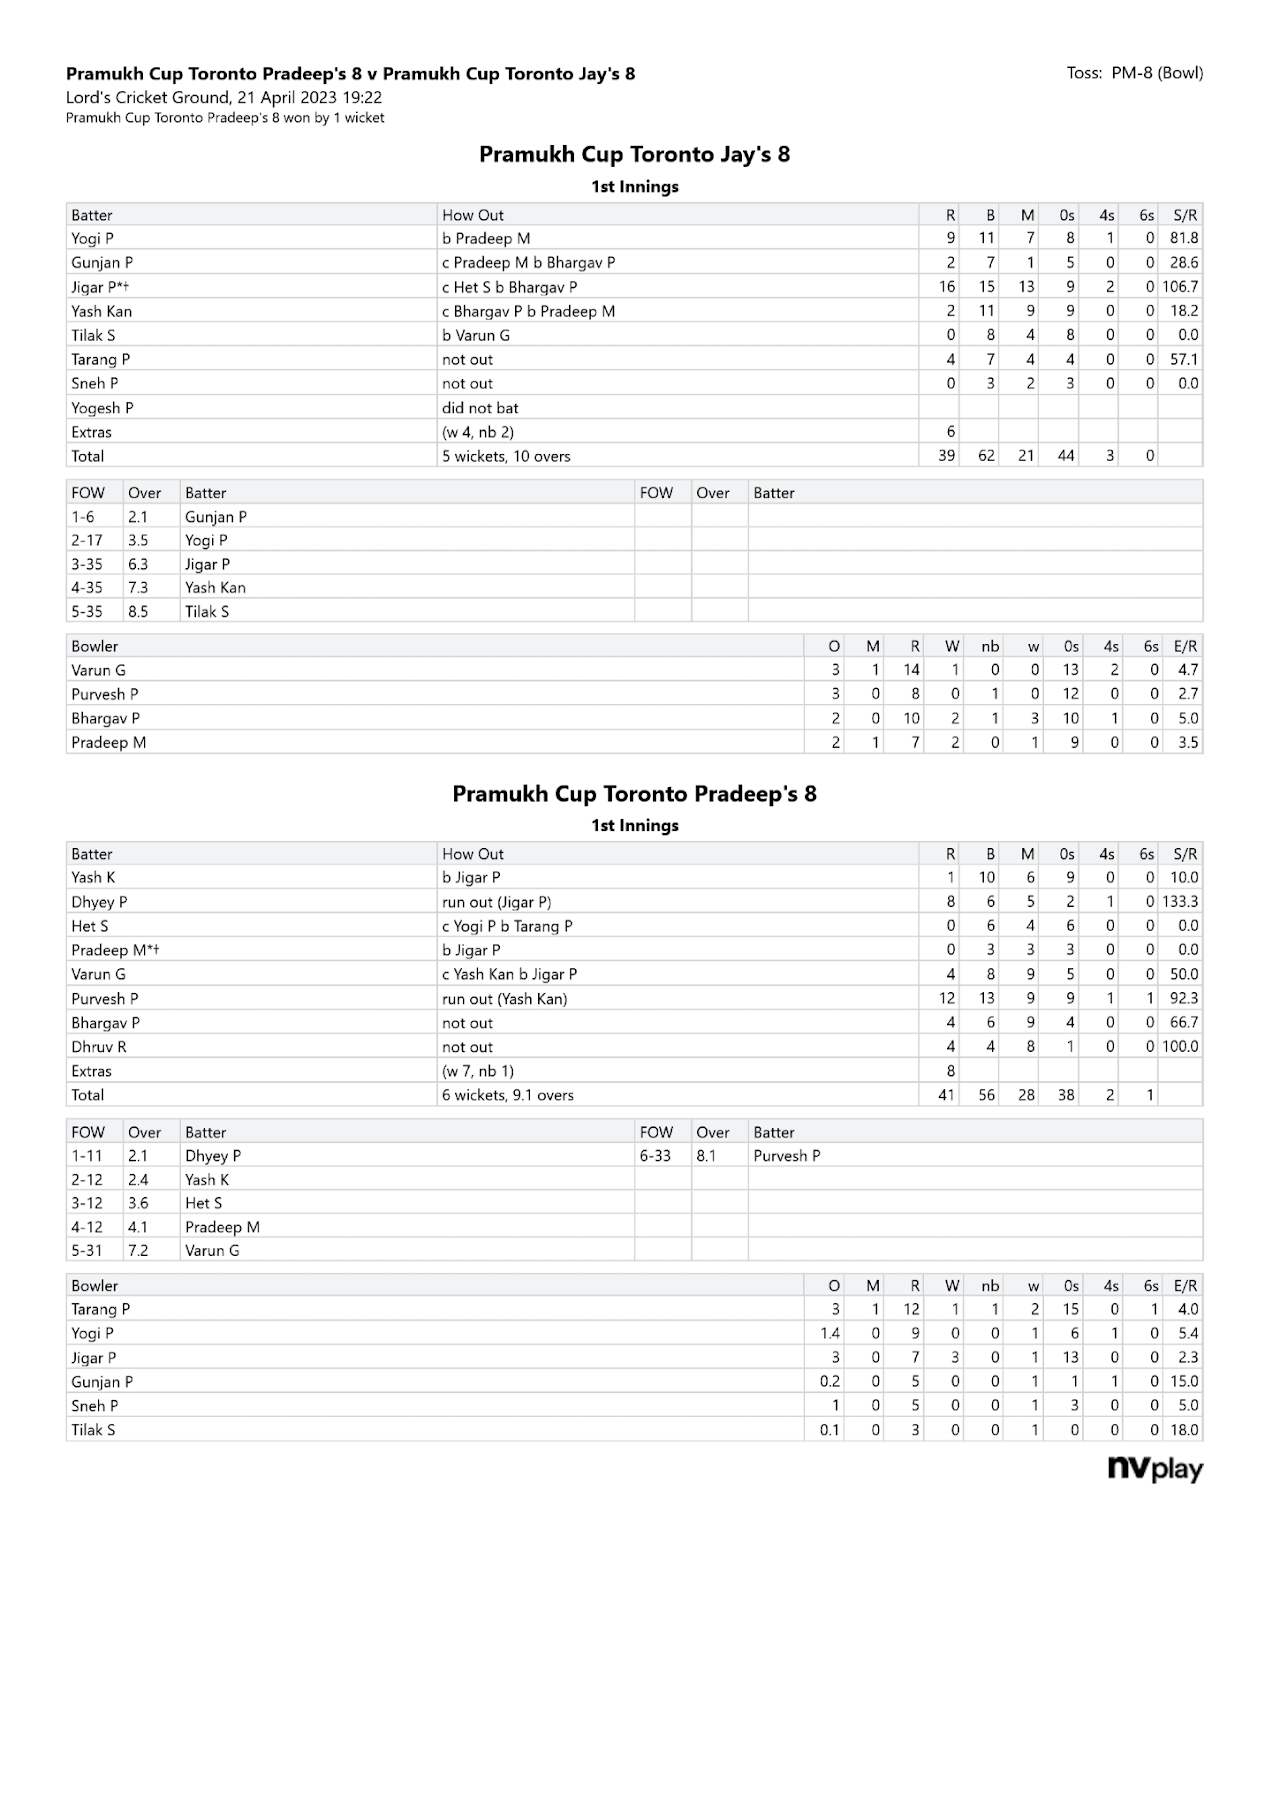 Pramukh Cup Toronto Pradeep's 8 v Pramukh Cup Toronto Jay's 8 Toss: PM-8 (Bowl)
Lord's Cricket Ground, 21 April 2023 19:22
Pramukh Cup Toronto Pradeep's 8 won by 1 wicket
Pramukh Cup Toronto Jay's 8
1st Innings
Batter How Out R B M 0s 4s 6s S/R
Yogi P b Pradeep M 9 11 7 8 1 0 81.8
Gunjan P c Pradeep M b Bhargav P 2 7 1 5 0 0 28.6
Jigar P*† c Het S b Bhargav P 16 15 13 9 2 0 106.7
Yash Kan c Bhargav P b Pradeep M 2 11 9 9 0 0 18.2
Tilak S b Varun G 0 8 4 8 0 0 0.0
Tarang P not out 4 7 4 4 0 0 57.1
Sneh P not out 0 3 2 3 0 0 0.0
Yogesh P did not bat
Extras (w 4, nb 2) 6
Total 5 wickets, 10 overs 39 62 21 44 3 0
FOW Over Batter FOW Over Batter
1-6 2.1 Gunjan P
2-17 3.5 Yogi P
3-35 6.3 Jigar P
4-35 7.3 Yash Kan
5-35 8.5 Tilak S
Bowler O M R W nb w 0s 4s 6s E/R
Varun G 3 1 14 1 0 0 13 2 0 4.7
Purvesh P 3 0 8 0 1 0 12 0 0 2.7
Bhargav P 2 0 10 2 1 3 10 1 0 5.0
Pradeep M 2 1 7 2 0 1 9 0 0 3.5
Pramukh Cup Toronto Pradeep's 8
1st Innings
Batter How Out R B M 0s 4s 6s S/R
Yash K b Jigar P 1 10 6 9 0 0 10.0
Dhyey P run out (Jigar P) 8 6 5 2 1 0 133.3
Het S c Yogi P b Tarang P 0 6 4 6 0 0 0.0
Pradeep M*† b Jigar P 0 3 3 3 0 0 0.0
Varun G c Yash Kan b Jigar P 4 8 9 5 0 0 50.0
Purvesh P run out (Yash Kan) 12 13 9 9 1 1 92.3
Bhargav P not out 4 6 9 4 0 0 66.7
Dhruv R not out 4 4 8 1 0 0 100.0
Extras (w 7, nb 1) 8
Total 6 wickets, 9.1 overs 41 56 28 38 2 1
FOW Over Batter FOW Over Batter
1-11 2.1 Dhyey P 6-33 8.1 Purvesh P
2-12 2.4 Yash K
3-12 3.6 Het S
4-12 4.1 Pradeep M
5-31 7.2 Varun G
Bowler O M R W nb w 0s 4s 6s E/R
Tarang P 3 1 12 1 1 2 15 0 1 4.0
Yogi P 1.4 0 9 0 0 1 6 1 0 5.4
Jigar P 3 0 7 3 0 1 13 0 0 2.3
Gunjan P 0.2 0 5 0 0 1 1 1 0 15.0
Sneh P 1 0 5 0 0 1 3 0 0 5.0
Tilak S 0.1 0 3 0 0 1 0 0 0 18.0
nvplay